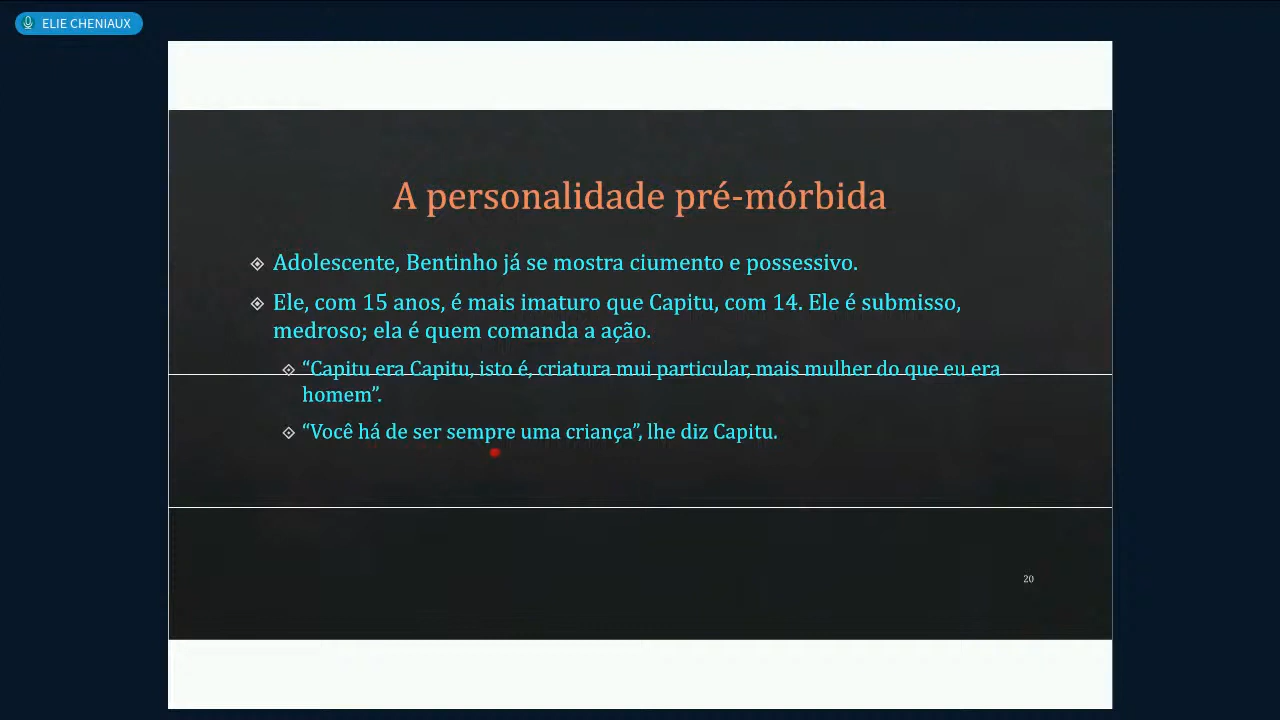 ELIE CHENIAUX
A personalidade pré-mórbida
Adolescente, Bentinho já se mostra ciumento e possessivo.
Ele, com 15 anos, é mais imaturo que Capitu, com 14. Ele é submisso,
medroso; ela é quem comanda a ação.
“Capitu era Capitu, isto é, criatura mui particular, mais mulher do que eu era
homem”.
“Você há de ser sempre uma criança”, lhe diz Capitu.
20